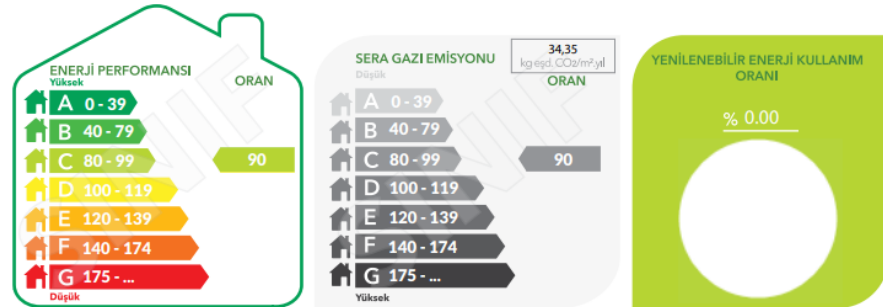 ENERJİ PERFORMANSI
Yüksek
ORAN
A 0 - 39
B 40 - 79
C 80 - 99
90
D 100 - 119
E 120 - 139
F 140 - 174
G 175 - ...
Düşük
SERA GAZI EMİSYONU
Düşük
34,35
kg eşd. CO2/m².yıl
ORAN
A 0 - 39
B 40 - 79
C 80 - 99
90
D 100 - 119
E 120 - 139
F 140 - 174
G 175 - ...
Yüksek
YENİLENEBİLİR ENERJİ KULLANIM
ORANI
% 0.00
SINIF
SINIF